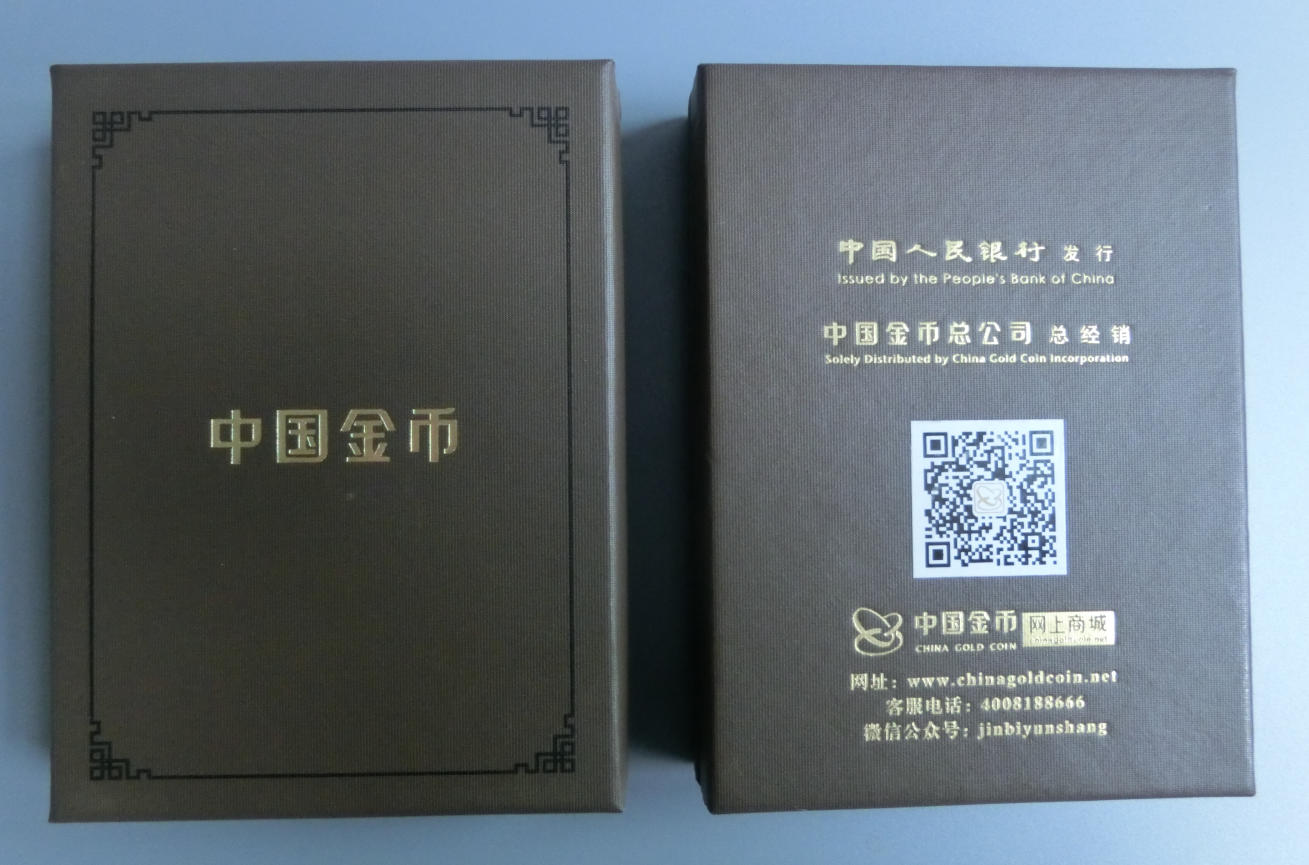 中国金币
中国人民银行 发行
Issued by the People's Bank of China
中国金币总公司 总经销
Solely Distributed by China Gold Coin Incorporation
中国金币 网上商城
CHINA GOLD COIN chinagoldcoin.net
网址：www.chinagoldcoin.net
客服电话：4008188666
微信公众号：jinbiyunshang